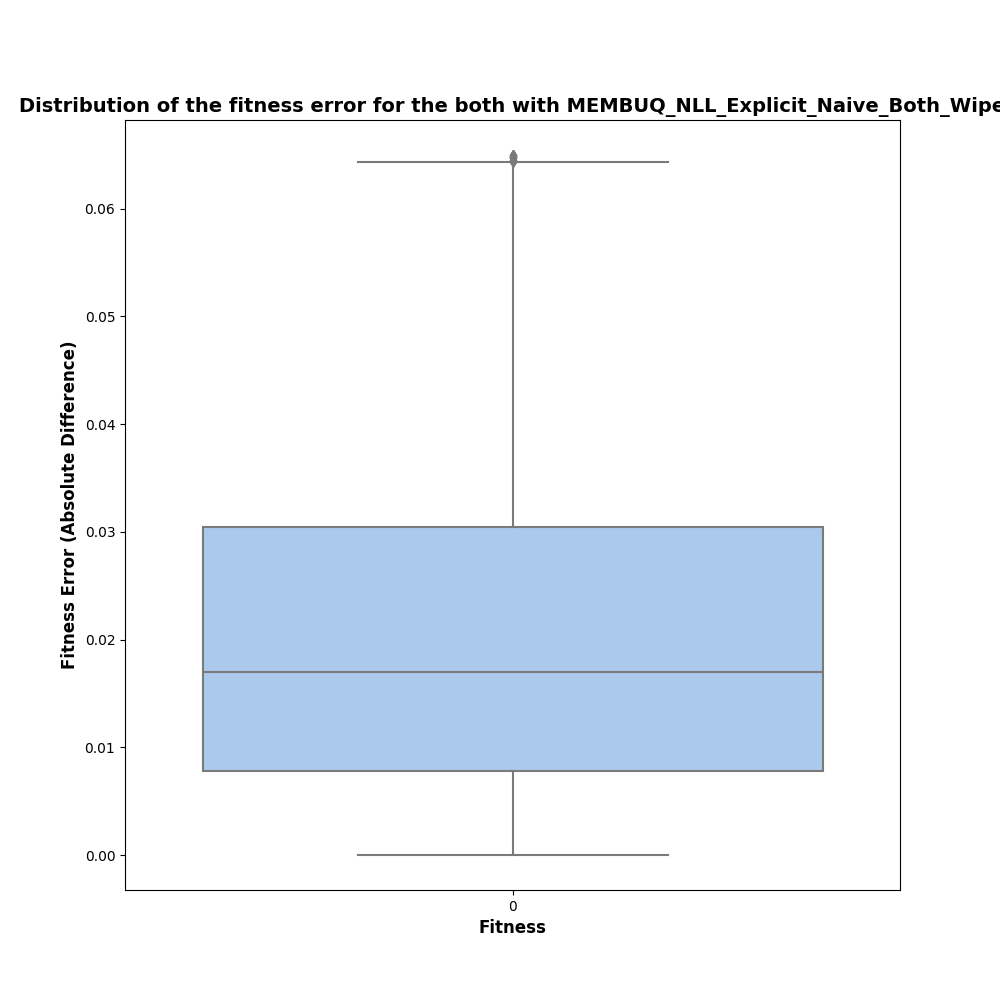 Distribution of the fitness error for the both with MEMBUQ_NLL_Explicit_Naive_Both_Wipe
0.06
0.05
0.04
0.03
0.02
0.01
0.00
Fitness Error (Absolute Difference)
0
Fitness